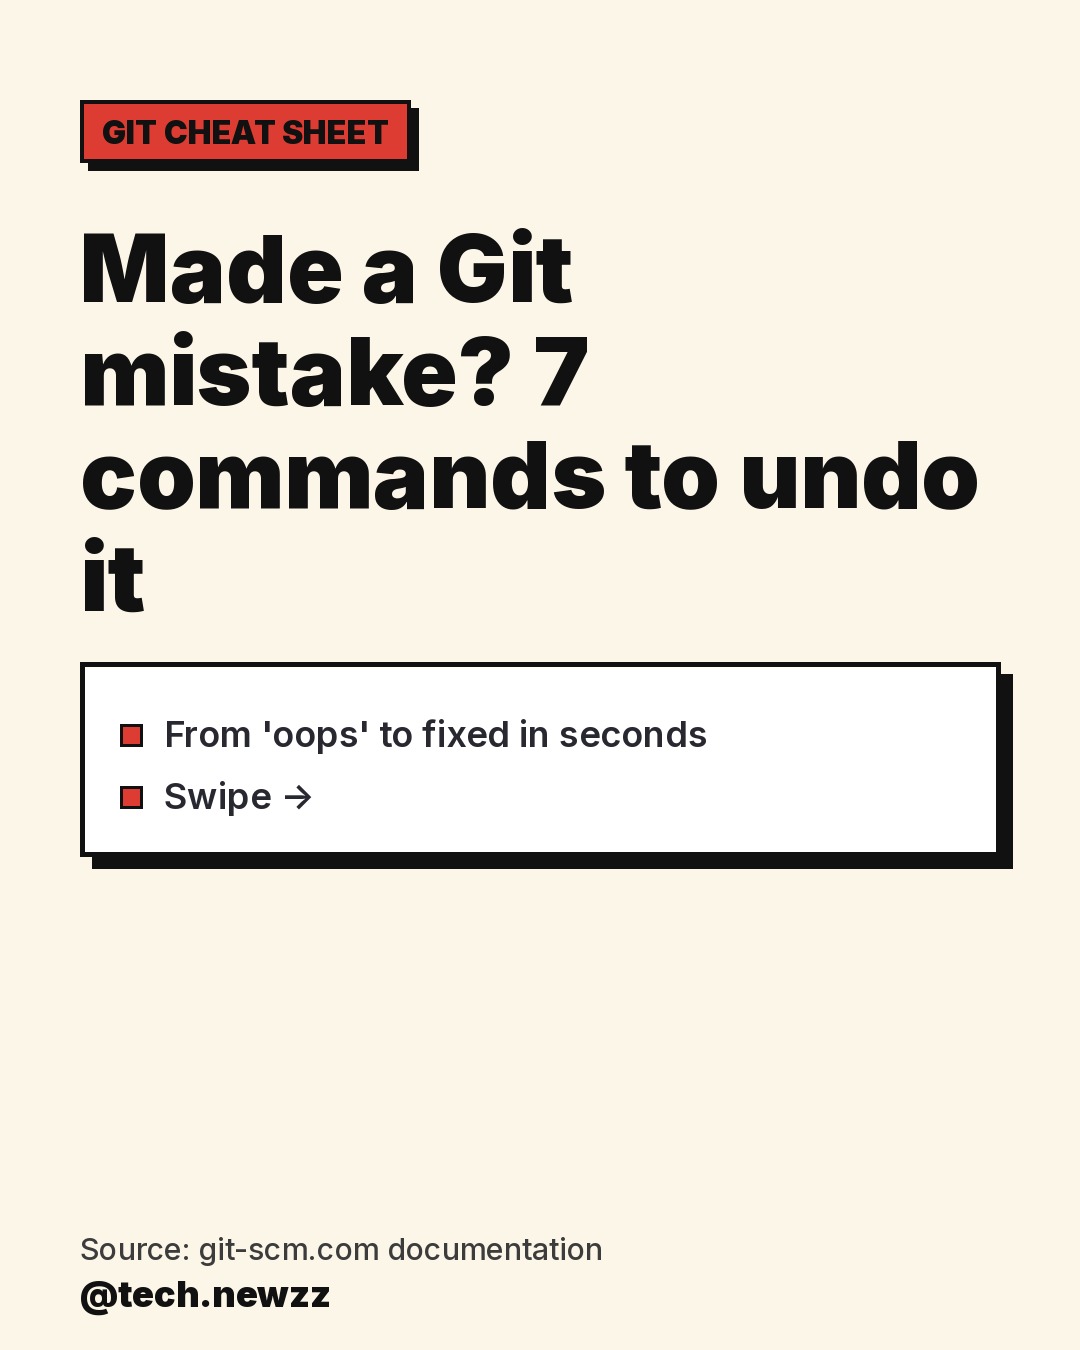 GIT CHEAT SHEET
Made a Git
mistake? 7
commands to undo
it
From 'oops' to fixed in seconds
Swipe →
Source: git-scm.com documentation
@tech.newzz